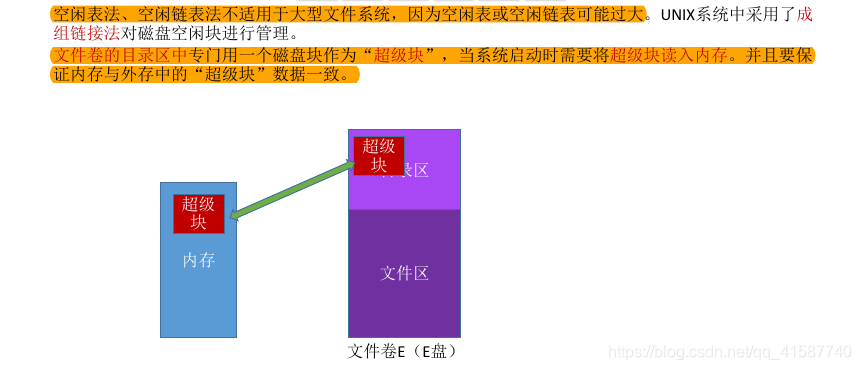 空闲表法、空闲链表法不适用于大型文件系统，因为空闲表或空闲链表可能过大。UNIX系统中采用了成
组链接法对磁盘空闲块进行管理。
文件卷的目录区中专门用一个磁盘块作为“超级块”，当系统启动时需要将超级块读入内存。并且要保
证内存与外存中的“超级块”数据一致。
超级
块
录区
超级
块
内存
文件区
文件卷E（E盘）
https://blog.csdn.net/qq_41587740